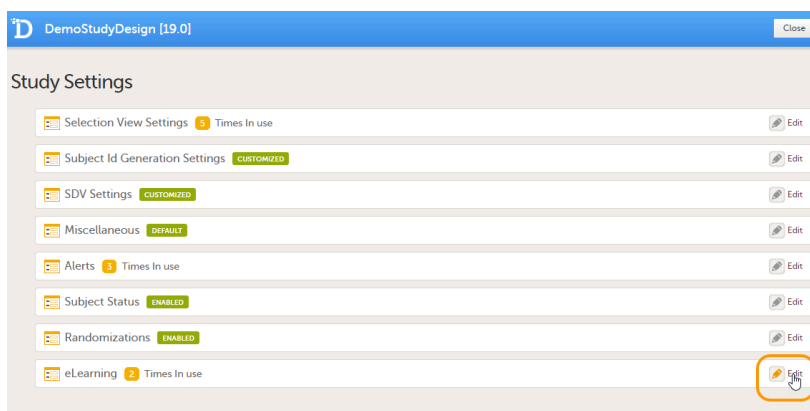 D DemoStudyDesign [19.0] Close
Study Settings
Selection View Settings 5 Times In use Edit
Subject Id Generation Settings CUSTOMIZED Edit
SDV Settings CUSTOMIZED Edit
Miscellaneous DEFAULT Edit
Alerts 3 Times In use Edit
Subject Status ENABLED Edit
Randomizations ENABLED Edit
eLearning 2 Times In use Edit